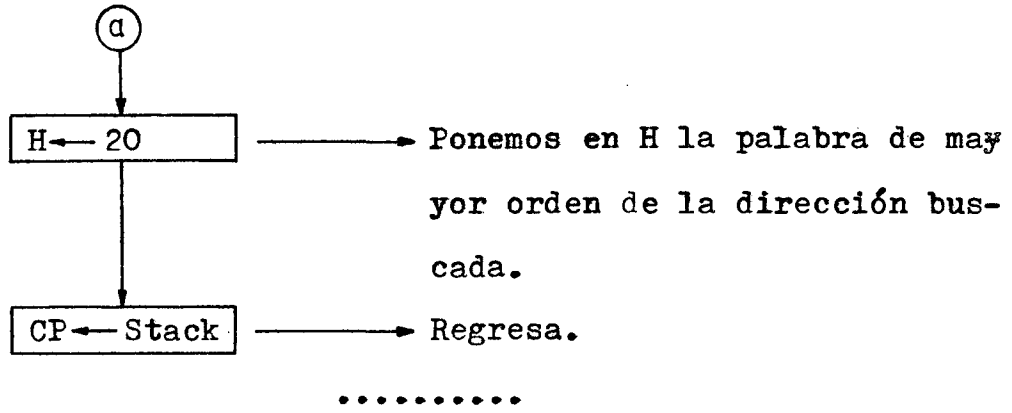 a
H← 20
Ponemos en H la palabra de may
yor orden de la dirección bus-
cada.
CP← Stack
Regresa.
..........